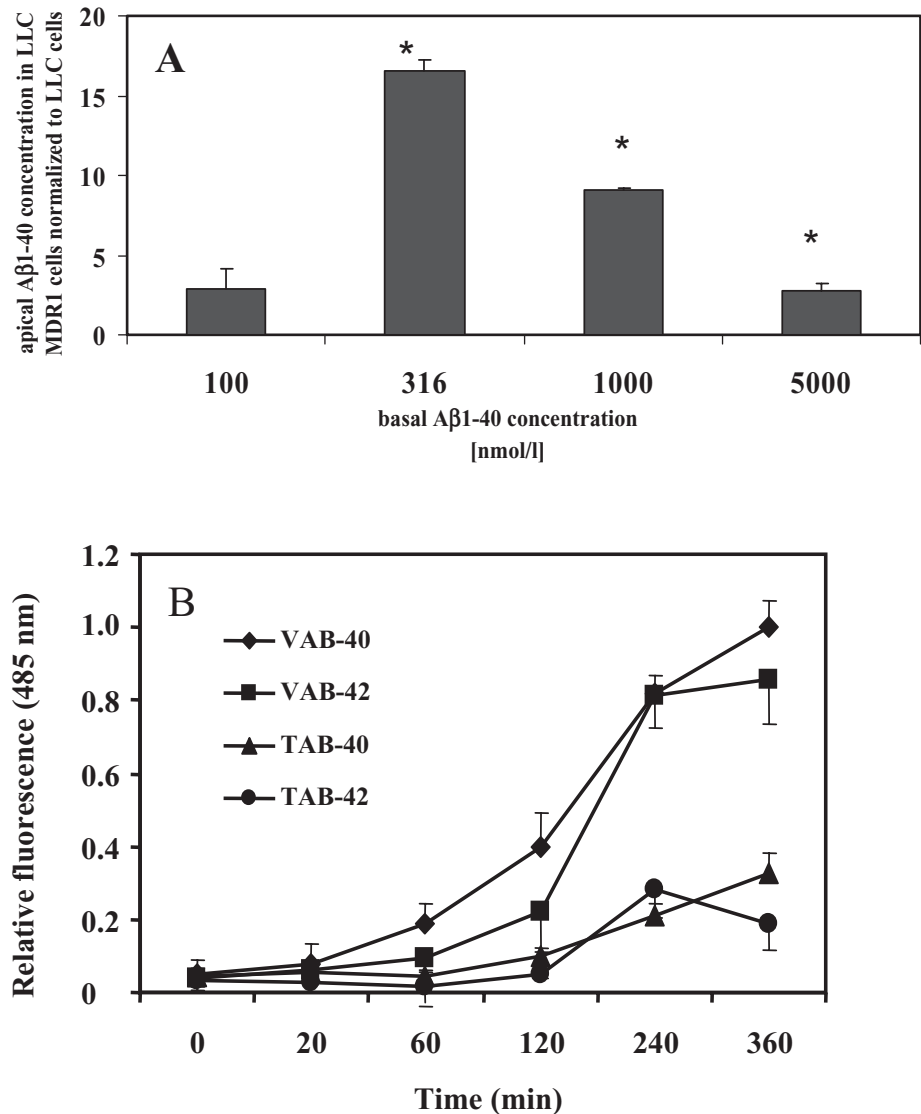 A
apical Aβ1-40 concentration in LLC
MDR1 cells normalized to LLC cells
20
15
10
5
0
*
*
*
100 316 1000 5000
basal Aβ1-40 concentration
[nmol/l]
B
Relative fluorescence (485 nm)
1.2
1.0
0.8
0.6
0.4
0.2
0
VAB-40
VAB-42
TAB-40
TAB-42
0 20 60 120 240 360
Time (min)